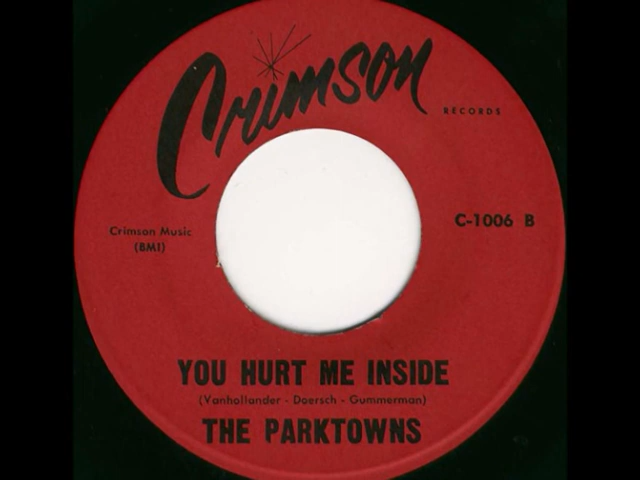 Crimson
RECORDS
Crimson Music
(BMI)
C-1006 B
YOU HURT ME INSIDE
(Vanhollander - Doersch - Gummerman)
THE PARKTOWNS